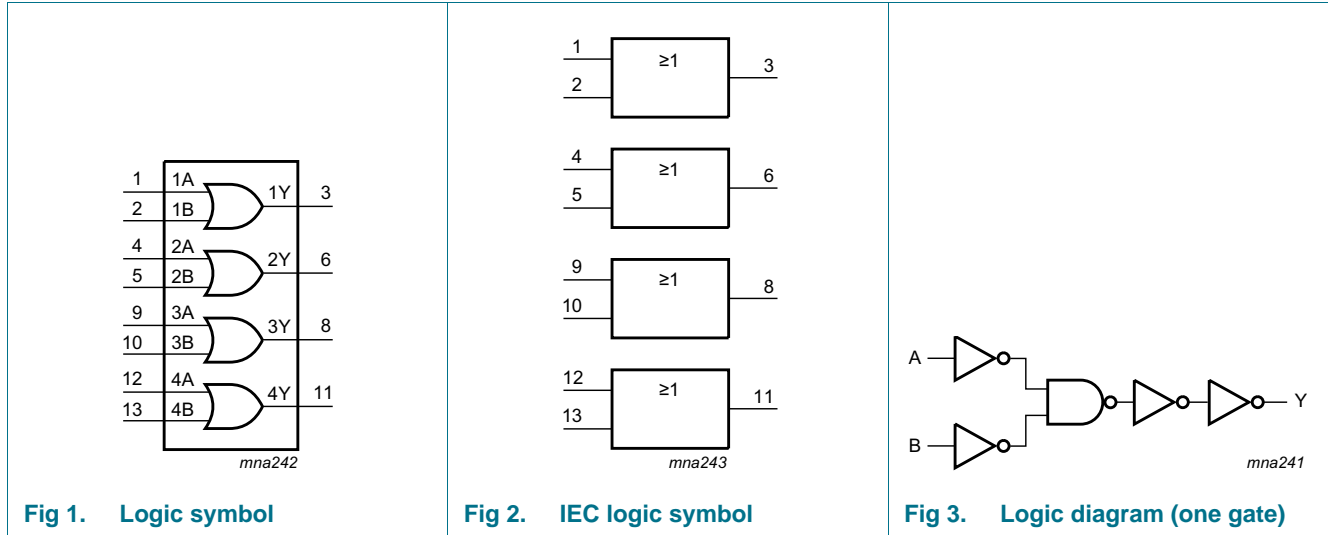 1 1A 1Y 3
2 1B
4 2A 2Y 6
5 2B
9 3A 3Y 8
10 3B
12 4A 4Y 11
13 4B
mna242
Fig 1. Logic symbol
1 ≥1 3
2
4 ≥1 6
5
9 ≥1 8
10
12 ≥1 11
13
mna243
Fig 2. IEC logic symbol
A
Y
B
mna241
Fig 3. Logic diagram (one gate)